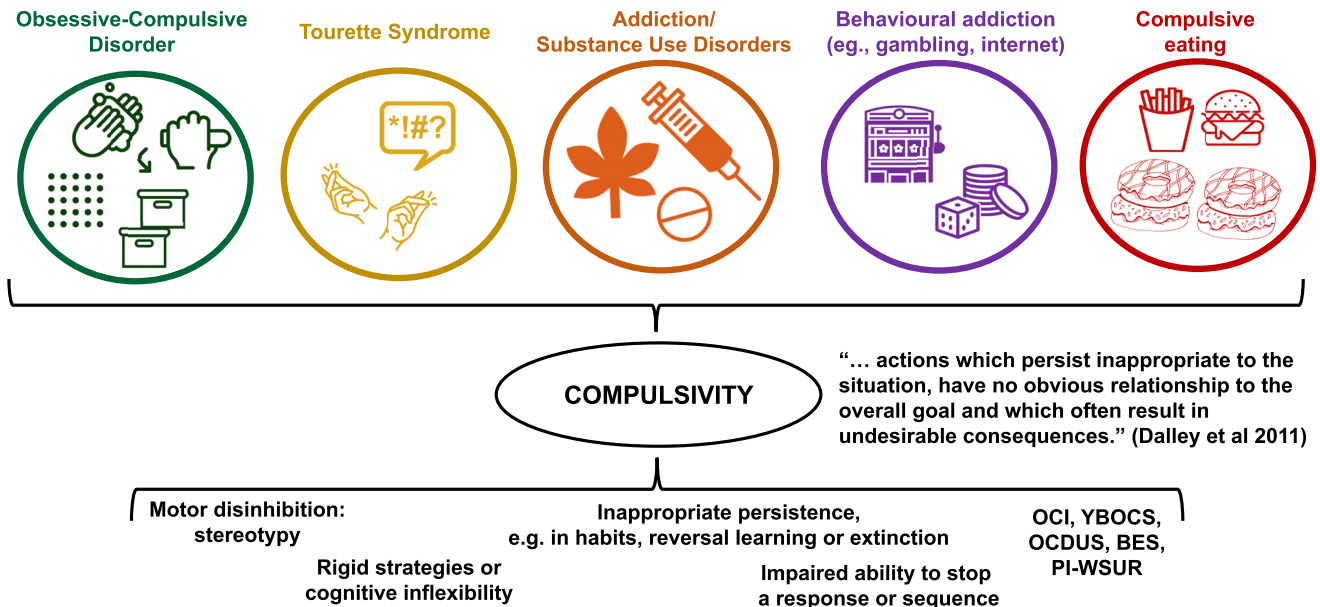 Obsessive-Compulsive
Disorder
Tourette Syndrome
Addiction/
Substance Use Disorders
Behavioural addiction
(eg., gambling, internet)
Compulsive
eating
*!#?
COMPULSIVITY
“… actions which persist inappropriate to the
situation, have no obvious relationship to the
overall goal and which often result in
undesirable consequences.” (Dalley et al 2011)
Motor disinhibition:
stereotypy
Rigid strategies or
cognitive inflexibility
Inappropriate persistence,
e.g. in habits, reversal learning or extinction
Impaired ability to stop
a response or sequence
OCI, YBOCS,
OCDUS, BES,
PI-WSUR